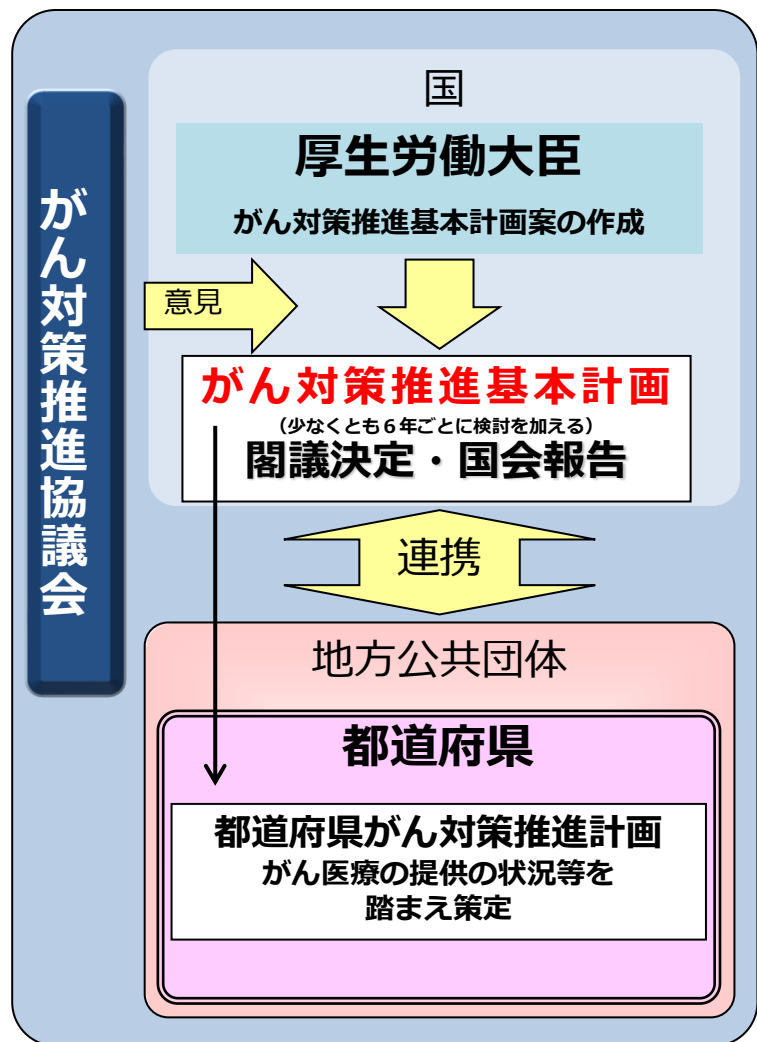 がん対策推進協議会
国
厚生労働大臣
がん対策推進基本計画案の作成
意見
がん対策推進基本計画
（少なくとも６年ごとに検討を加える）
閣議決定・国会報告
連携
地方公共団体
都道府県
都道府県がん対策推進計画
がん医療の提供の状況等を
踏まえ策定